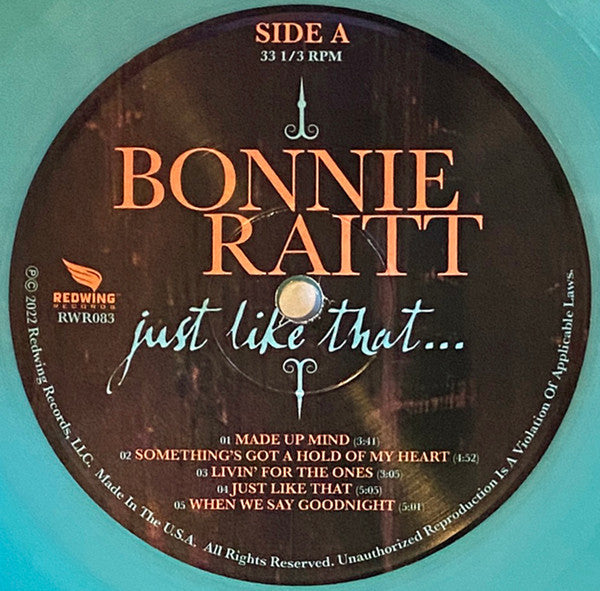 SIDE A
33 1/3 RPM
BONNIE
RAITT
REDWING
RECORDS
RWR083
just like that...
01 MADE UP MIND (3:41)
02 SOMETHING'S GOT A HOLD OF MY HEART (4:52)
03 LIVIN' FOR THE ONES (3:05)
04 JUST LIKE THAT (5:05)
05 WHEN WE SAY GOODNIGHT (5:01)
℗© 2022 Redwing Records, LLC. Made In The U.S.A. All Rights Reserved. Unauthorized Reproduction Is A Violation Of Applicable Laws.